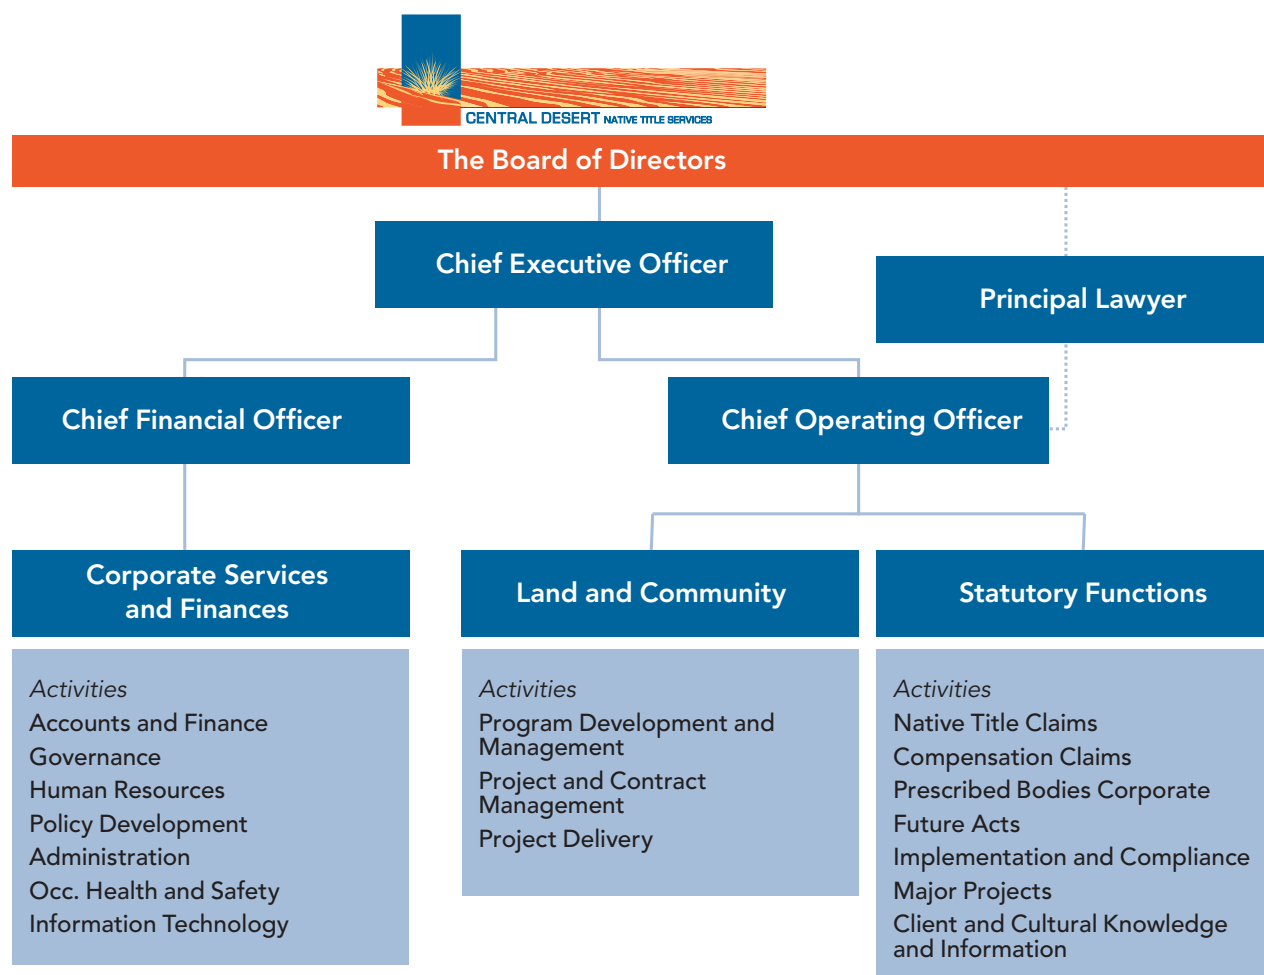 CENTRAL DESERT NATIVE TITLE SERVICES
The Board of Directors
Chief Executive Officer
Principal Lawyer
Chief Financial Officer
Chief Operating Officer
Corporate Services
and Finances
Land and Community
Statutory Functions
Activities
Accounts and Finance
Governance
Human Resources
Policy Development
Administration
Occ. Health and Safety
Information Technology
Activities
Program Development and
Management
Project and Contract
Management
Project Delivery
Activities
Native Title Claims
Compensation Claims
Prescribed Bodies Corporate
Future Acts
Implementation and Compliance
Major Projects
Client and Cultural Knowledge
and Information